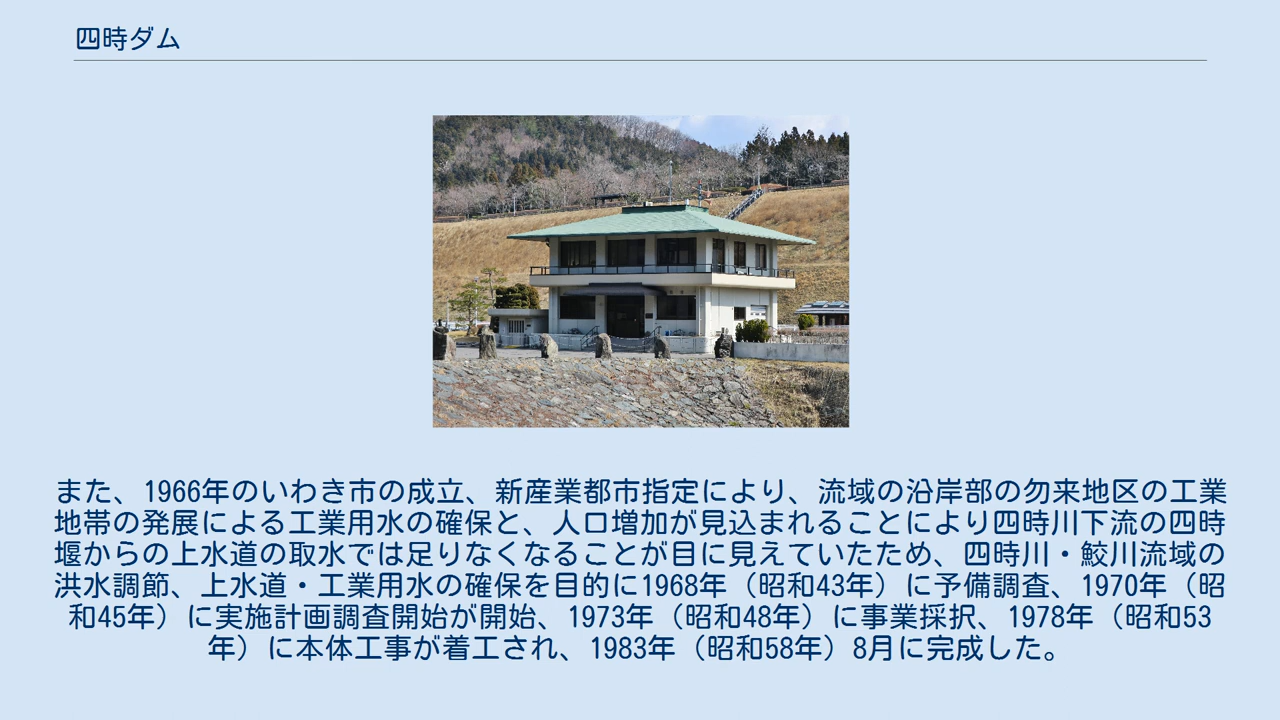 四時ダム
また、1966年のいわき市の成立、新産業都市指定により、流域の沿岸部の勿来地区の工業
地帯の発展による工業用水の確保と、人口増加が見込まれることにより四時川下流の四時
堰からの上水道の取水では足りなくなることが目に見えていたため、四時川・鮫川流域の
洪水調節、上水道・工業用水の確保を目的に1968年（昭和43年）に予備調査、1970年（昭
和45年）に実施計画調査開始が開始、1973年（昭和48年）に事業採択、1978年（昭和53
年）に本体工事が着工され、1983年（昭和58年）8月に完成した。